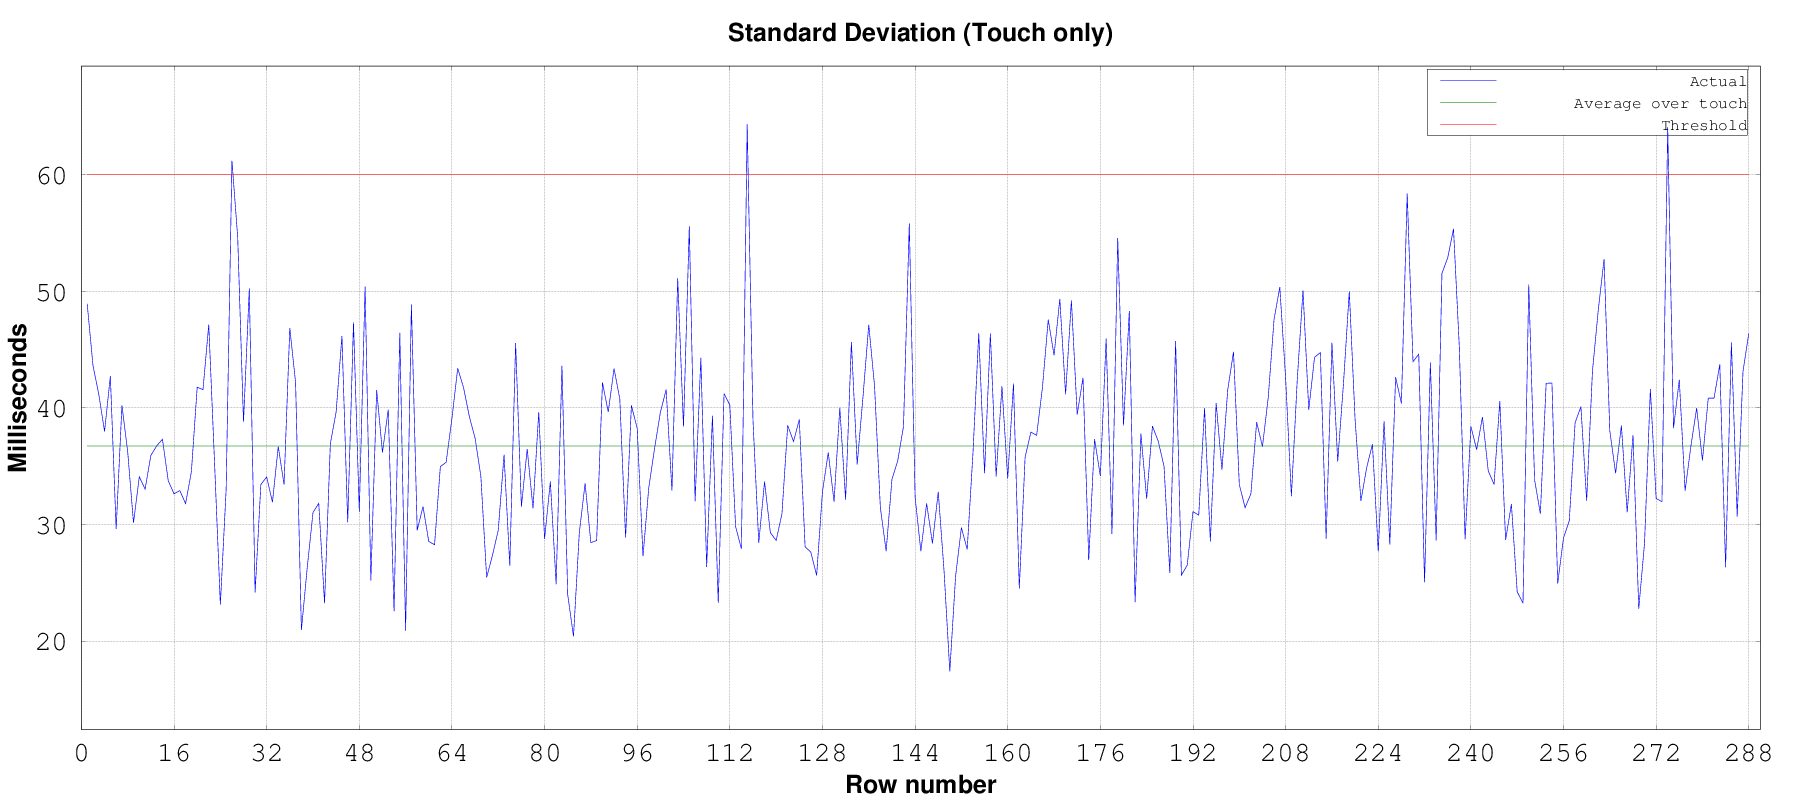 Standard Deviation (Touch only)
Actual
Average over touch
Threshold
60
50
40
30
20
Milliseconds
0 16 32 48 64 80 96 112 128 144 160 176 192 208 224 240 256 272 288
Row number